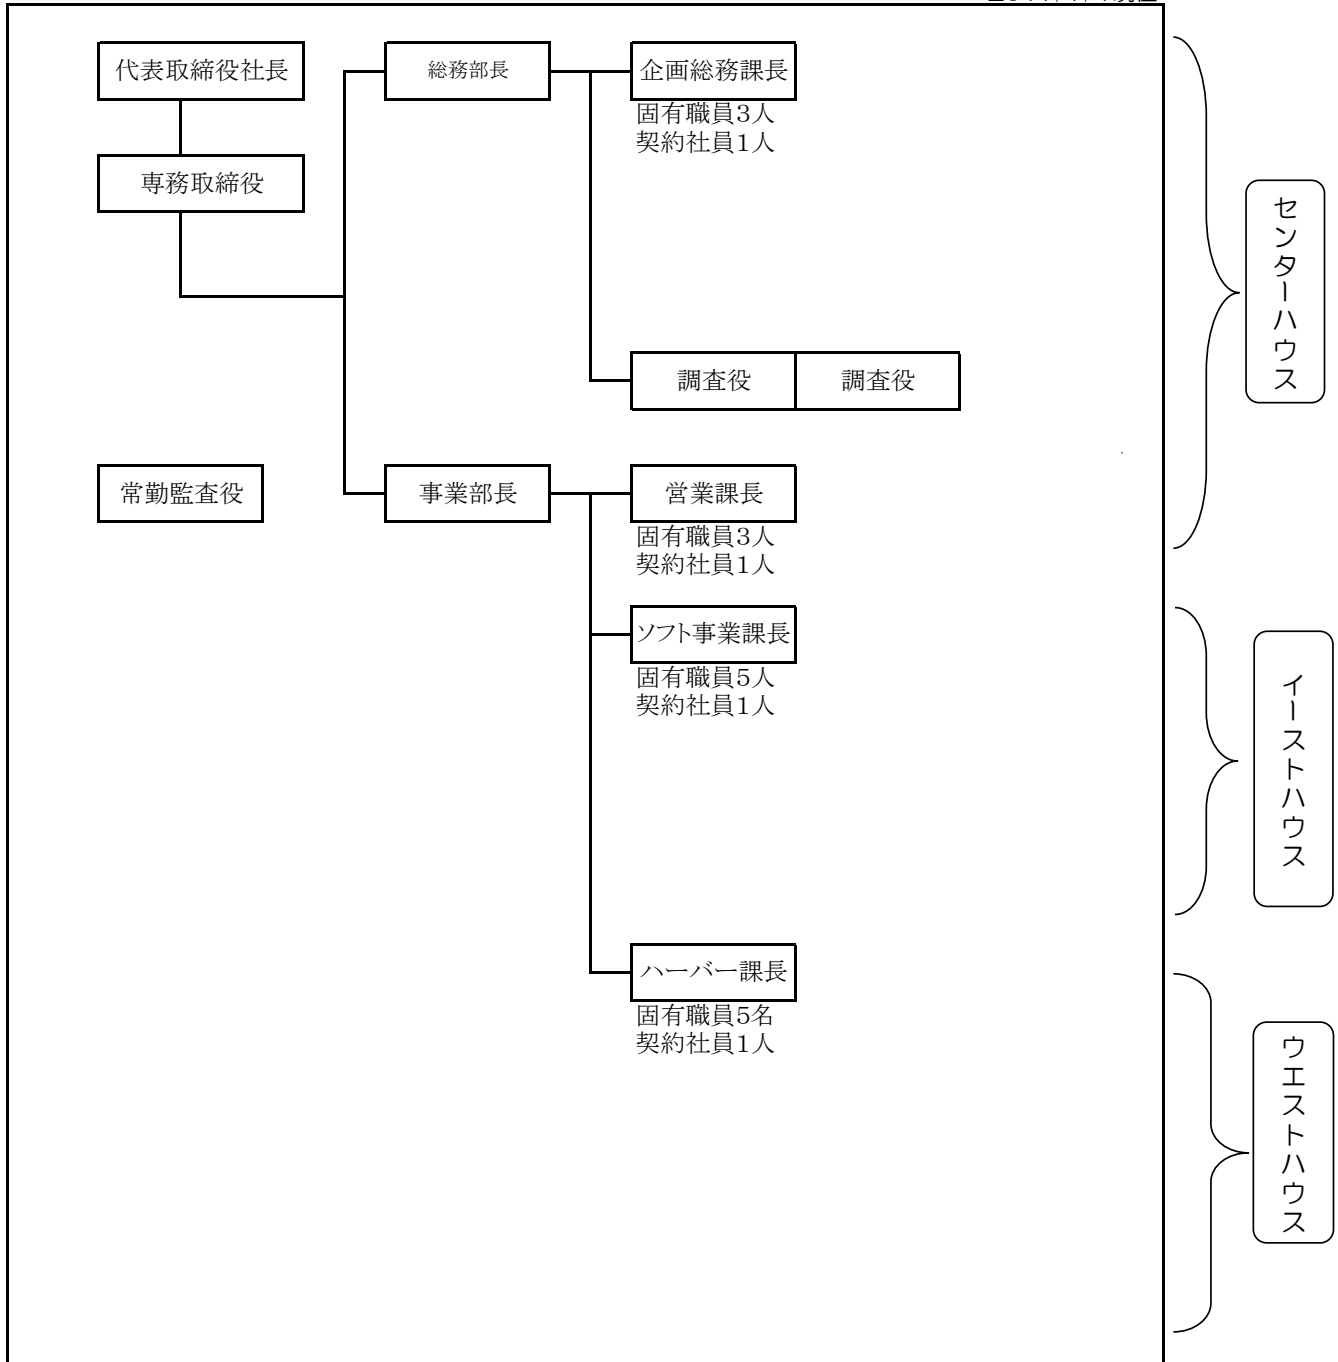 代表取締役社長
総務部長
企画総務課長
固有職員3人
契約社員1人
専務取締役
調査役
調査役
常勤監査役
事業部長
営業課長
固有職員3人
契約社員1人
ソフト事業課長
固有職員5人
契約社員1人
ハーバー課長
固有職員5名
契約社員1人
センターハウス
イーストハウス
ウエストハウス